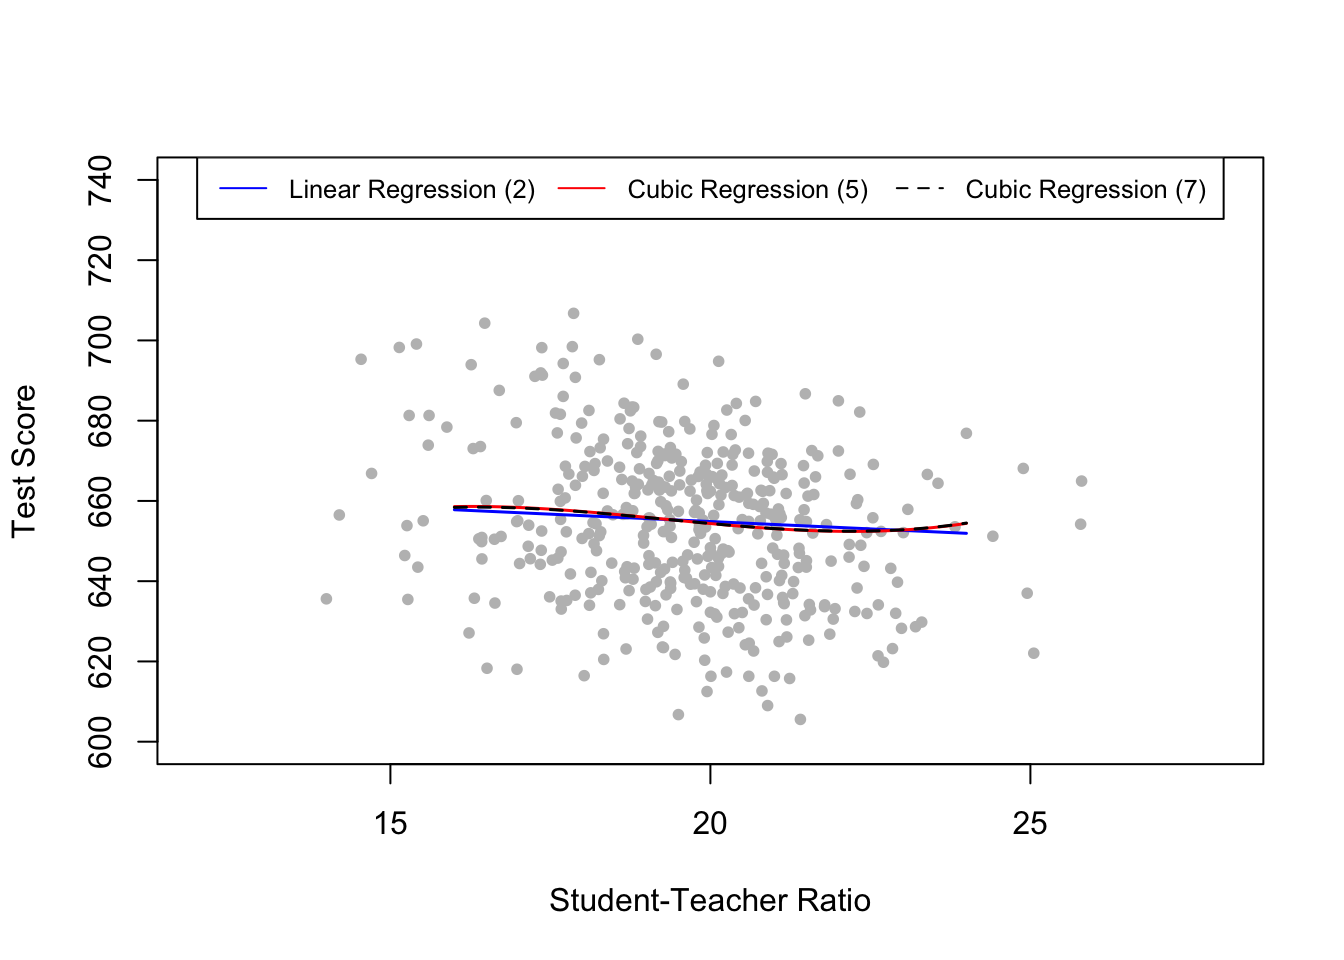 Linear Regression (2) Cubic Regression (5) Cubic Regression (7)
740
720
700
680
660
640
620
600
Test Score
15 20 25
Student-Teacher Ratio